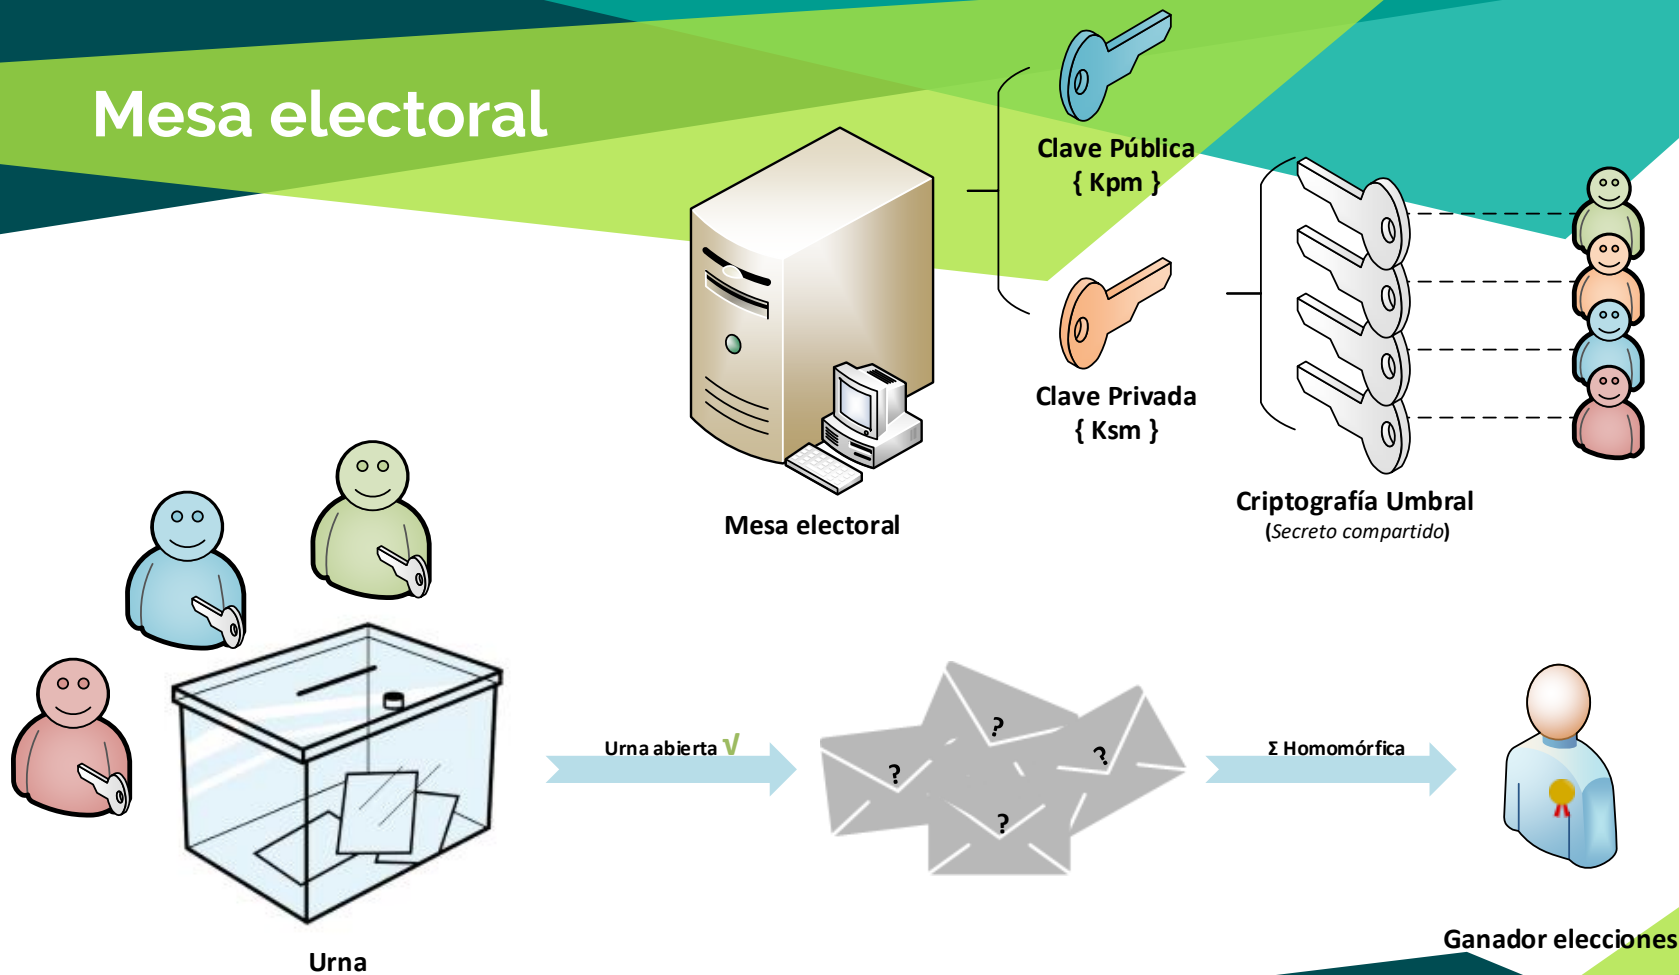 Mesa electoral
Clave Pública
{ Kpm }
Clave Privada
{ Ksm }
Mesa electoral
Criptografía Umbral
(Secreto compartido)
Urna abierta √
?
?
?
?
Σ Homomórfica
Urna
Ganador elecciones